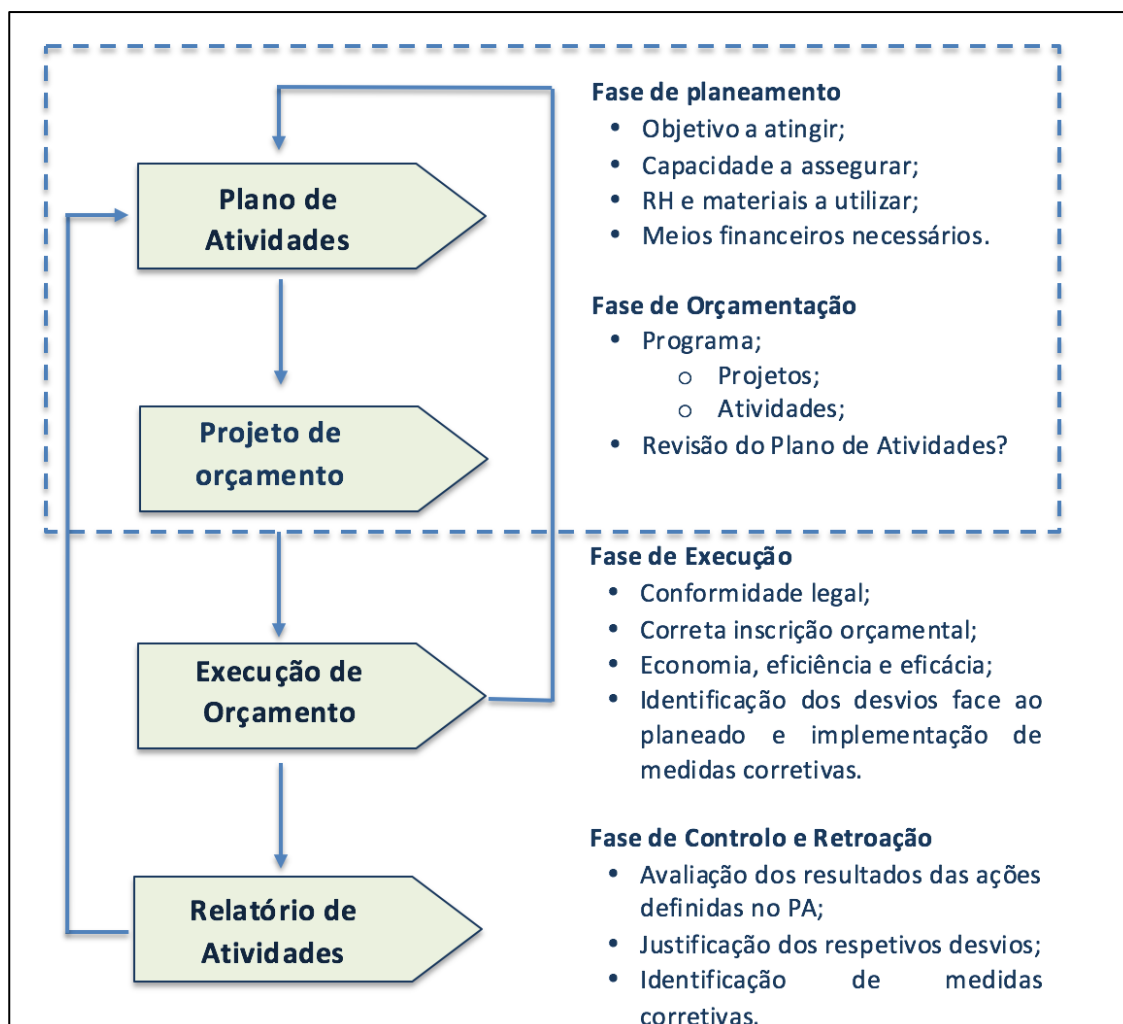 Plano de
Atividades
Projeto de
orçamento
Execução de
Orçamento
Relatório de
Atividades
Fase de planeamento
• Objetivo a atingir;
• Capacidade a assegurar;
• RH e materiais a utilizar;
• Meios financeiros necessários.
Fase de Orçamentação
• Programa;
o Projetos;
o Atividades;
• Revisão do Plano de Atividades?
Fase de Execução
• Conformidade legal;
• Correta inscrição orçamental;
• Economia, eficiência e eficácia;
• Identificação dos desvios face ao
planeado e implementação de
medidas corretivas.
Fase de Controlo e Retroação
• Avaliação dos resultados das ações
definidas no PA;
• Justificação dos respetivos desvios;
• Identificação de medidas
corretivas.